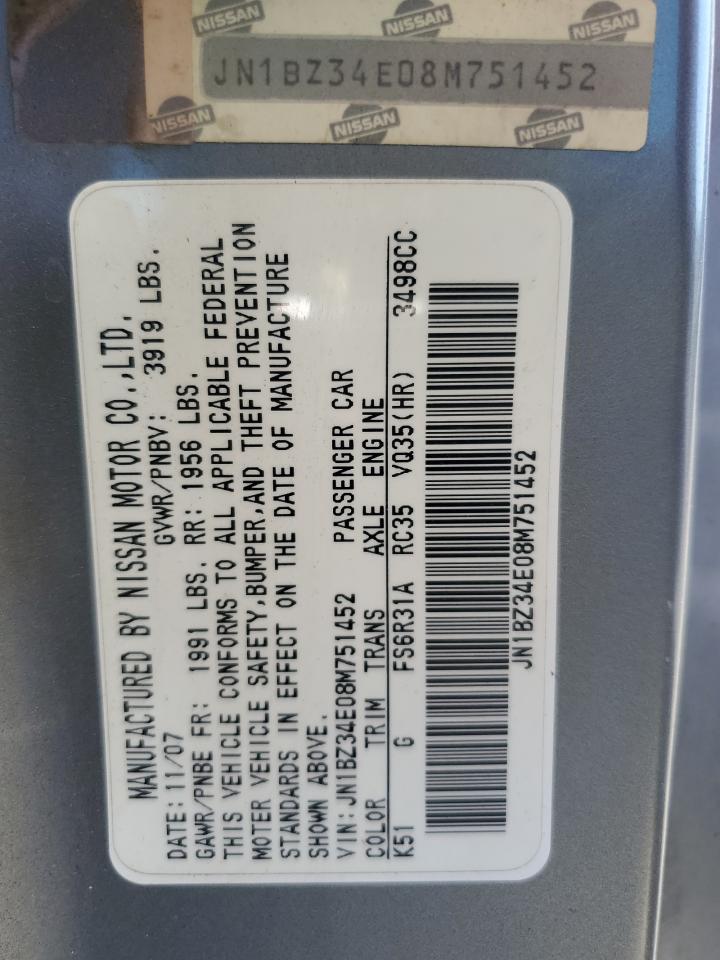 NISSAN NISSAN NISSAN
JN1BZ34E08M751452
NISSAN NISSAN NISSAN
MANUFACTURED BY NISSAN MOTOR CO.,LTD.
DATE: 11/07 GVWR/PNBV: 3919 LBS.
GAWR/PNBE FR: 1991 LBS. RR: 1956 LBS.
THIS VEHICLE CONFORMS TO ALL APPLICABLE FEDERAL
MOTER VEHICLE SAFETY,BUMPER,AND THEFT PREVENTION
STANDARDS IN EFFECT ON THE DATE OF MANUFACTURE
SHOWN ABOVE.
VIN:JN1BZ34E08M751452 PASSENGER CAR
COLOR TRIM TRANS AXLE ENGINE
K51 G FS6R31A RC35 VQ35(HR) 3498CC
JN1BZ34E08M751452